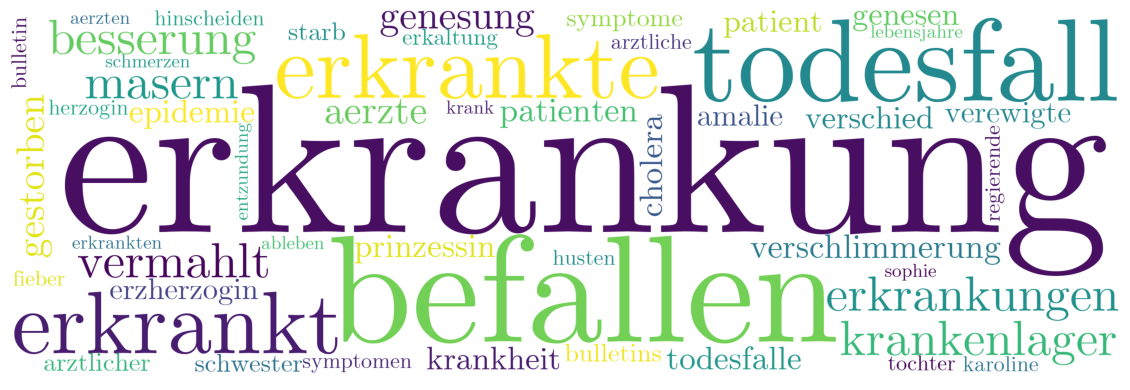 bulletin
aerzten
hinscheiden
besserung
schmerzen
masern
herzogin
epidemie
starb
genesung
erkaltung
symptome
arztliche
patient
genesen
lebensjahre
erkrankte
todesfall
aerzte
krank
patienten
amalie
verschied
verewigte
gestorben
entzundung
erkrankung
cholera
regierende
erkrankten
ableben
prinzessin
husten
verschlimmerung
sophie
fieber
vermahlt
erzherzogin
befallen
erkrankungen
erkrankt
krankenlager
arztlicher
schwester
symptomen
krankheit
bulletins
todesfalle
tochter
karoline